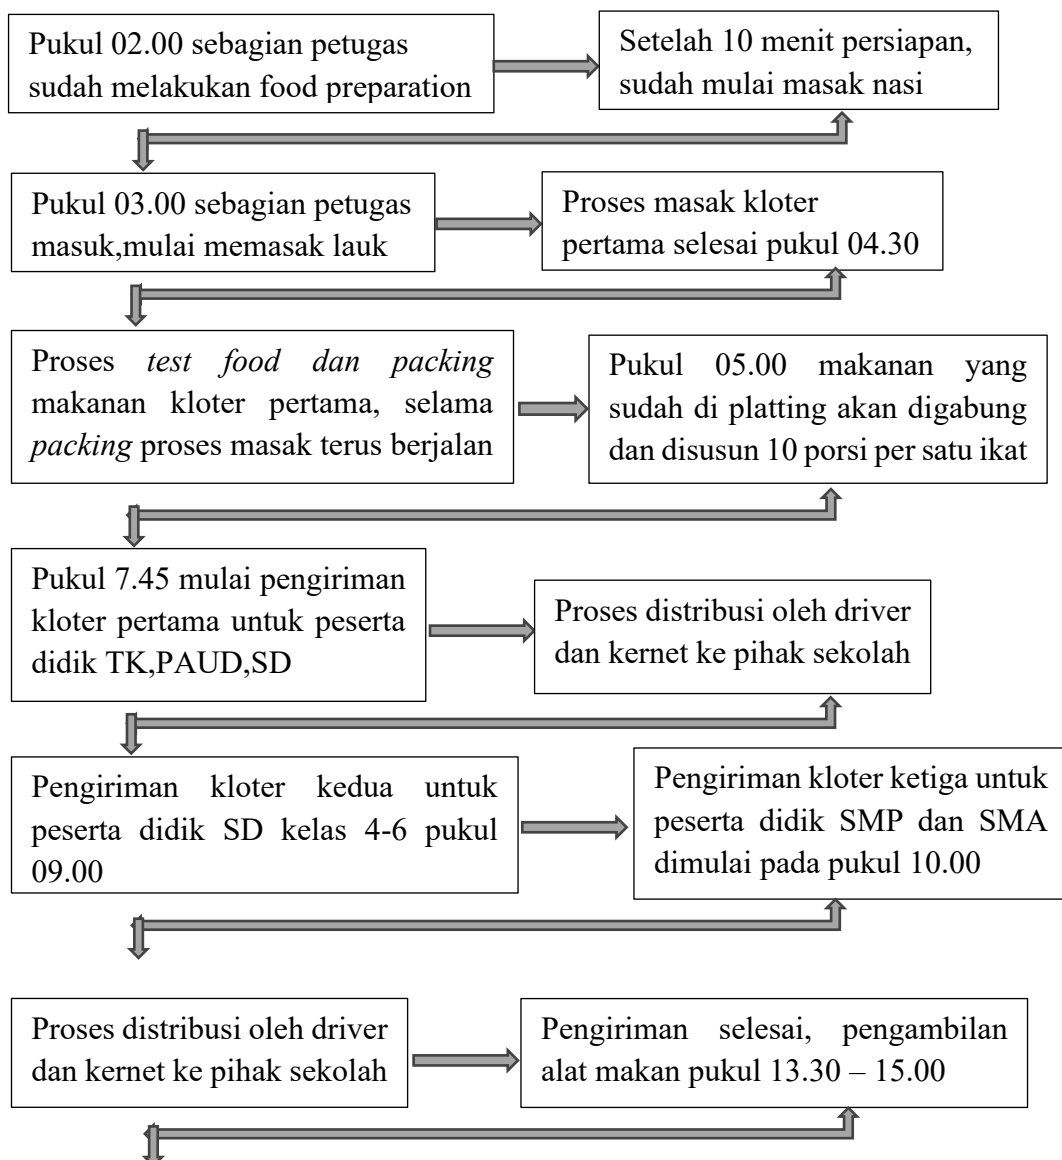 Pukul 02.00 sebagian petugas
sudah melakukan food preparation
Setelah 10 menit persiapan,
sudah mulai masak nasi
Pukul 03.00 sebagian petugas
masuk,mulai memasak lauk
Proses masak kloter
pertama selesai pukul 04.30
Proses test food dan packing
makanan kloter pertama, selama
packing proses masak terus berjalan
Pukul 05.00 makanan yang
sudah di platting akan digabung
dan disusun 10 porsi per satu ikat
Pukul 7.45 mulai pengiriman
kloter pertama untuk peserta
didik TK,PAUD,SD
Proses distribusi oleh driver
dan kernet ke pihak sekolah
Pengiriman kloter kedua untuk
peserta didik SD kelas 4-6 pukul
09.00
Pengiriman kloter ketiga untuk
peserta didik SMP dan SMA
dimulai pada pukul 10.00
Proses distribusi oleh driver
dan kernet ke pihak sekolah
Pengiriman selesai, pengambilan
alat makan pukul 13.30 – 15.00